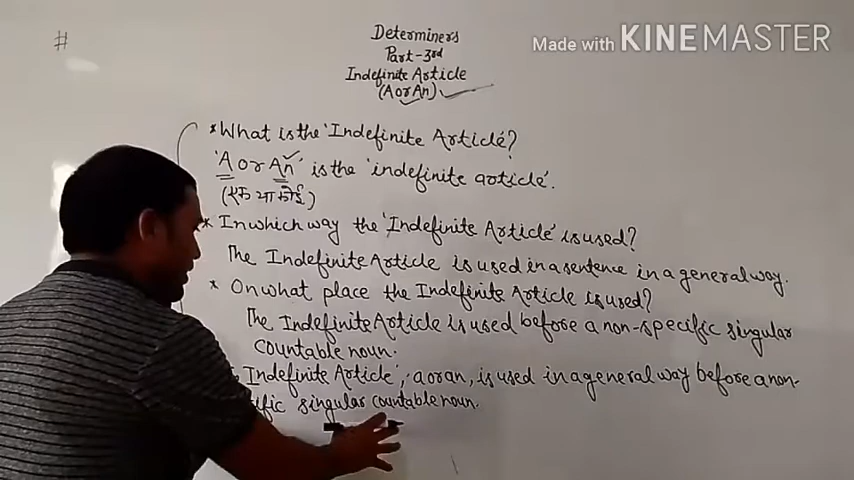 #
Determiners
Made with KINEMASTER
Part-3rd
Indefinite Article
(A or An)
*What is the 'Indefinite Article'?
'A or An' is the 'indefinite article'.
(एक या कोई)
* In which way the 'Indefinite Article' is used?
The Indefinite Article is used in a sentence in a general way.
* On what place the Indefinite Article is used?
The Indefinite Article is used before a non-specific singular
countable noun.
Indefinite Article', a or an, is used in a general way before a non-
singular countable noun.